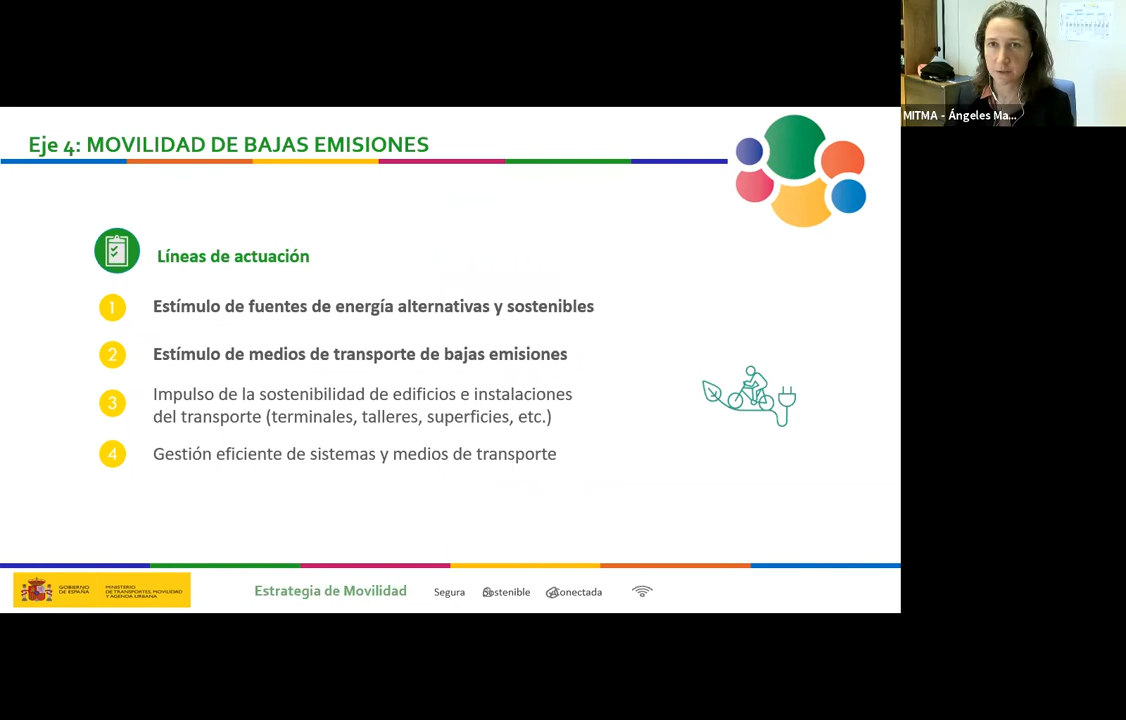 MITMA - Ángeles Ma...
Eje 4: MOVILIDAD DE BAJAS EMISIONES
Líneas de actuación
1 Estímulo de fuentes de energía alternativas y sostenibles
2 Estímulo de medios de transporte de bajas emisiones
3 Impulso de la sostenibilidad de edificios e instalaciones
del transporte (terminales, talleres, superficies, etc.)
4 Gestión eficiente de sistemas y medios de transporte
GOBIERNO
DE ESPAÑA
MINISTERIO
DE TRANSPORTES, MOVILIDAD
Y AGENDA URBANA
Estrategia de Movilidad Segura Sostenible Conectada